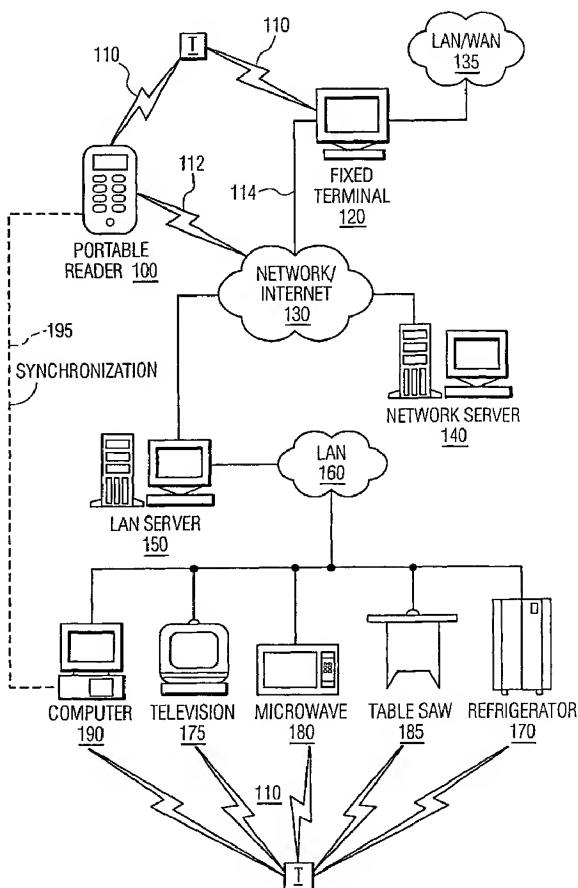 110
T
110
LAN/WAN
135
112
114
FIXED
TERMINAL
120
PORTABLE
READER 100
NETWORK/
INTERNET
130
195
SYNCHRONIZATION
NETWORK SERVER
140
LAN
160
LAN SERVER
150
COMPUTER
190
TELEVISION
175
MICROWAVE
180
TABLE SAW
185
REFRIGERATOR
170
110
T